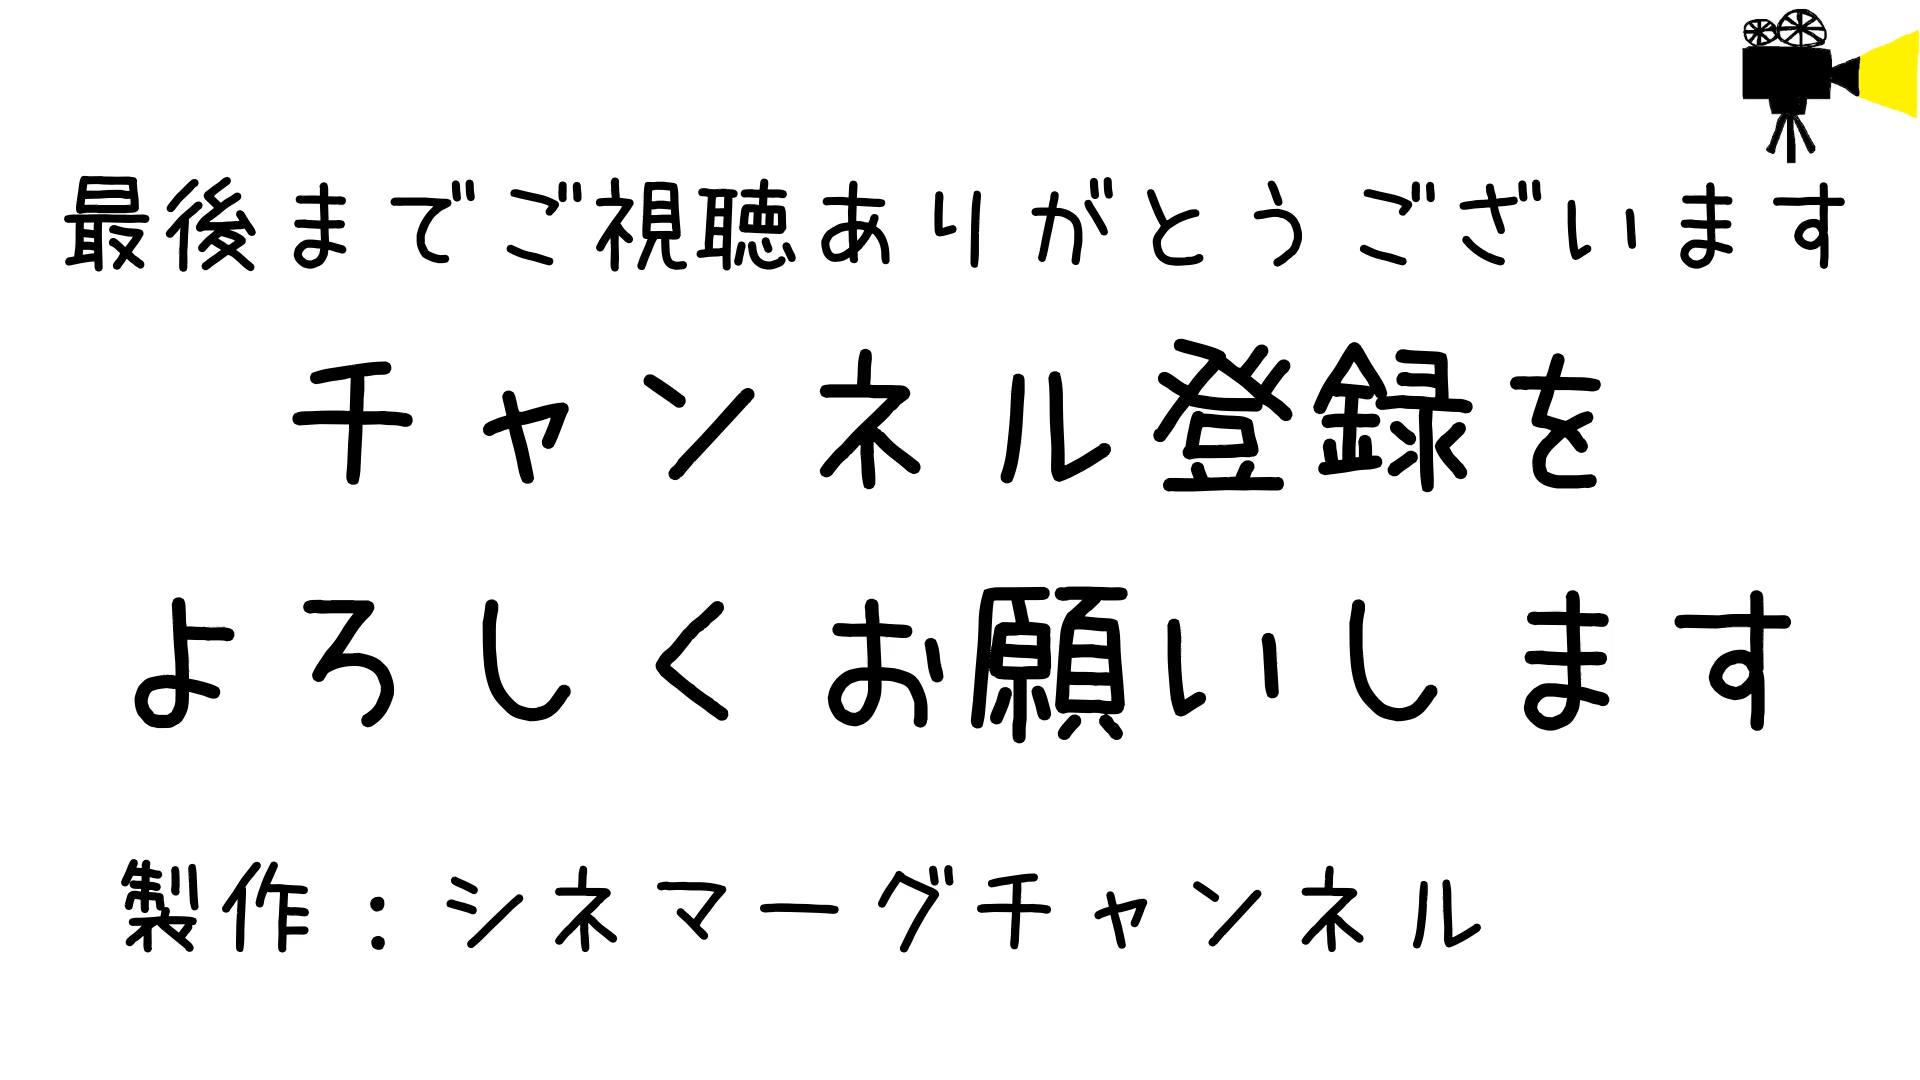 最後までご視聴ありがとうございます
チャンネル登録を
よろしくお願いします
製作:シネマーグチャンネル